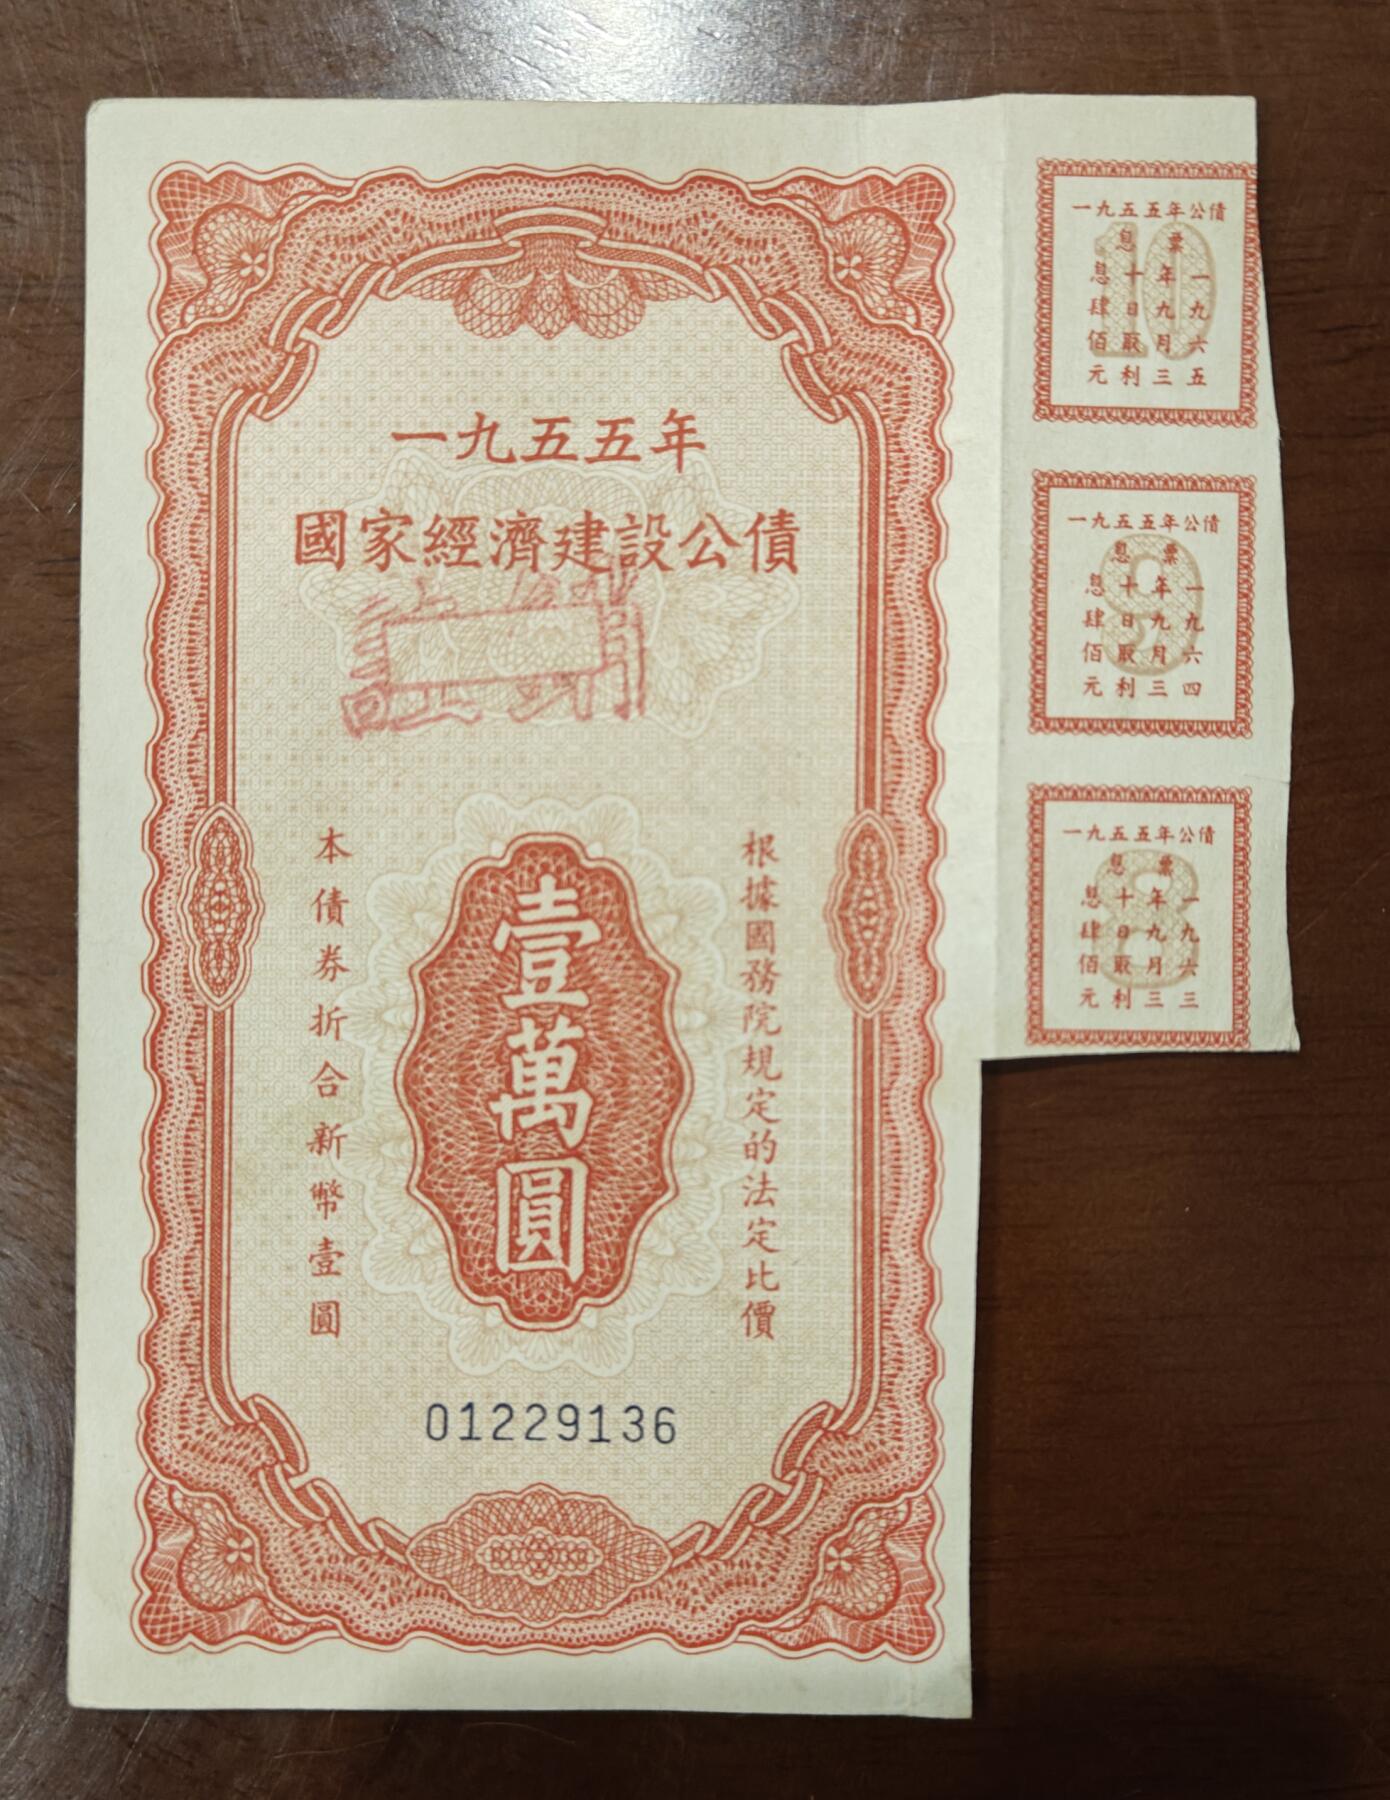 一九五五年
國家經濟建設公債
註銷
根據國務院規定的法定比價
壹萬圓
本債券折合新幣壹圓
01229136
一九五五年公債
息票
一九六五
年九月三
十日取利
息肆佰元
10
一九五五年公債
息票
一九六四
年九月三
十日取利
息肆佰元
9
一九五五年公債
息票
一九六三
年九月三
十日取利
息肆佰元
8